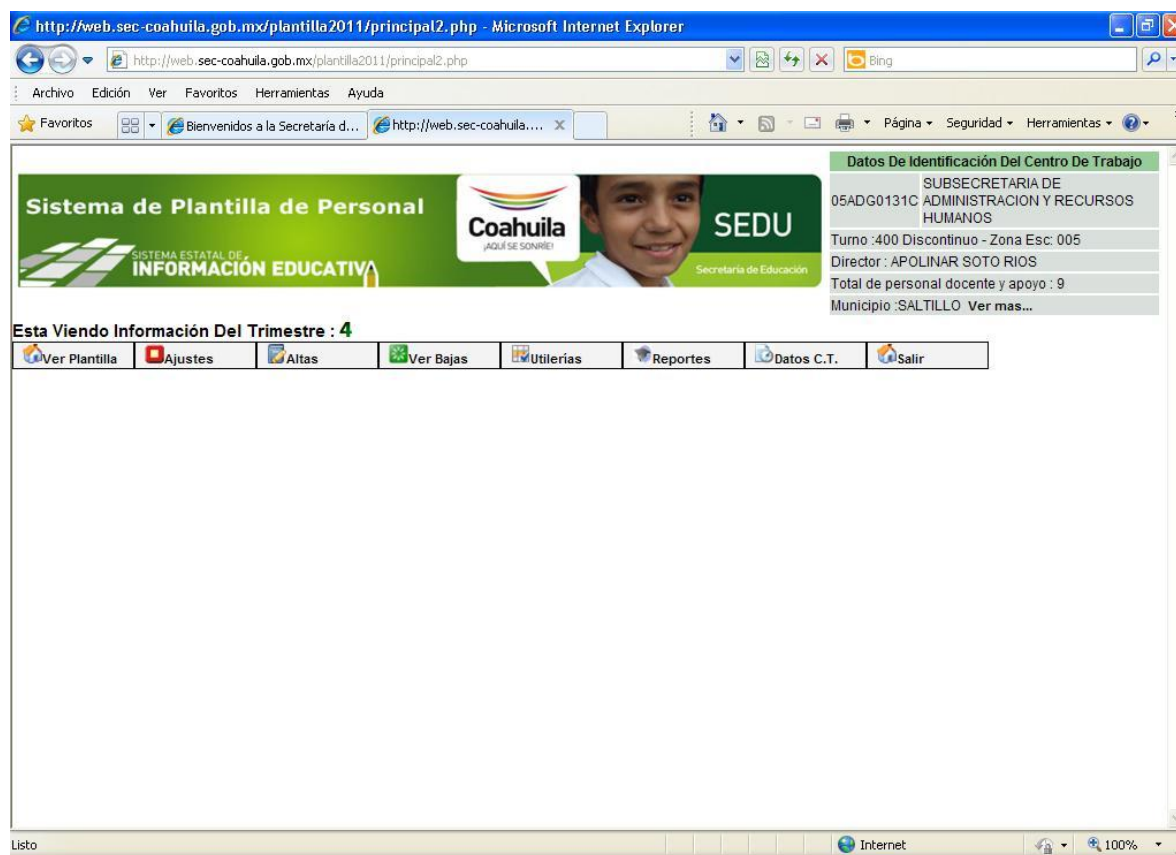 http://web.sec-coahuila.gob.mx/plantilla2011/principal2.php - Microsoft Internet Explorer
http://web.sec-coahuila.gob.mx/plantilla2011/principal2.php
Bing
Archivo Edición Ver Favoritos Herramientas Ayuda
Favoritos
Bienvenidos a la Secretaría d...
http://web.sec-coahuila....
Página Seguridad Herramientas
Sistema de Plantilla de Personal
SISTEMA ESTATAL DE
INFORMACIÓN EDUCATIVA
Coahuila
¡AQUÍ SE SONRÍE!
SEDU
Secretaría de Educación
Datos De Identificación Del Centro De Trabajo
05ADG0131C
SUBSECRETARIA DE
ADMINISTRACION Y RECURSOS
HUMANOS
Turno :400 Discontinuo - Zona Esc: 005
Director : APOLINAR SOTO RIOS
Total de personal docente y apoyo : 9
Municipio :SALTILLO Ver mas...
Esta Viendo Información Del Trimestre : 4
Ver Plantilla Ajustes Altas Ver Bajas Utilerías Reportes Datos C.T. Salir
Listo Internet 100%